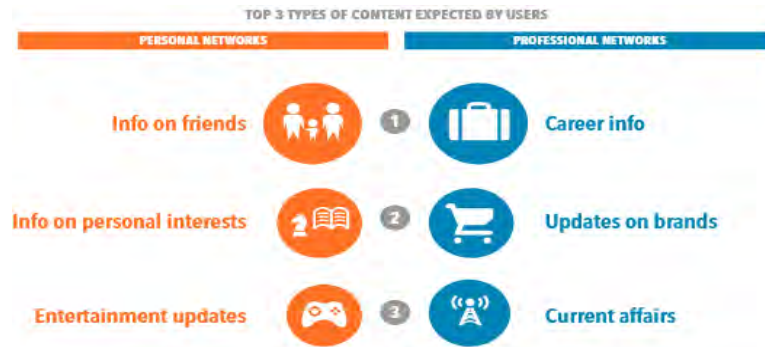 TOP 3 TYPES OF CONTENT EXPECTED BY USERS
PERSONAL NETWORKS PROFESSIONAL NETWORKS
Info on friends 1 Career info
Info on personal interests 2 Updates on brands
Entertainment updates 3 Current affairs